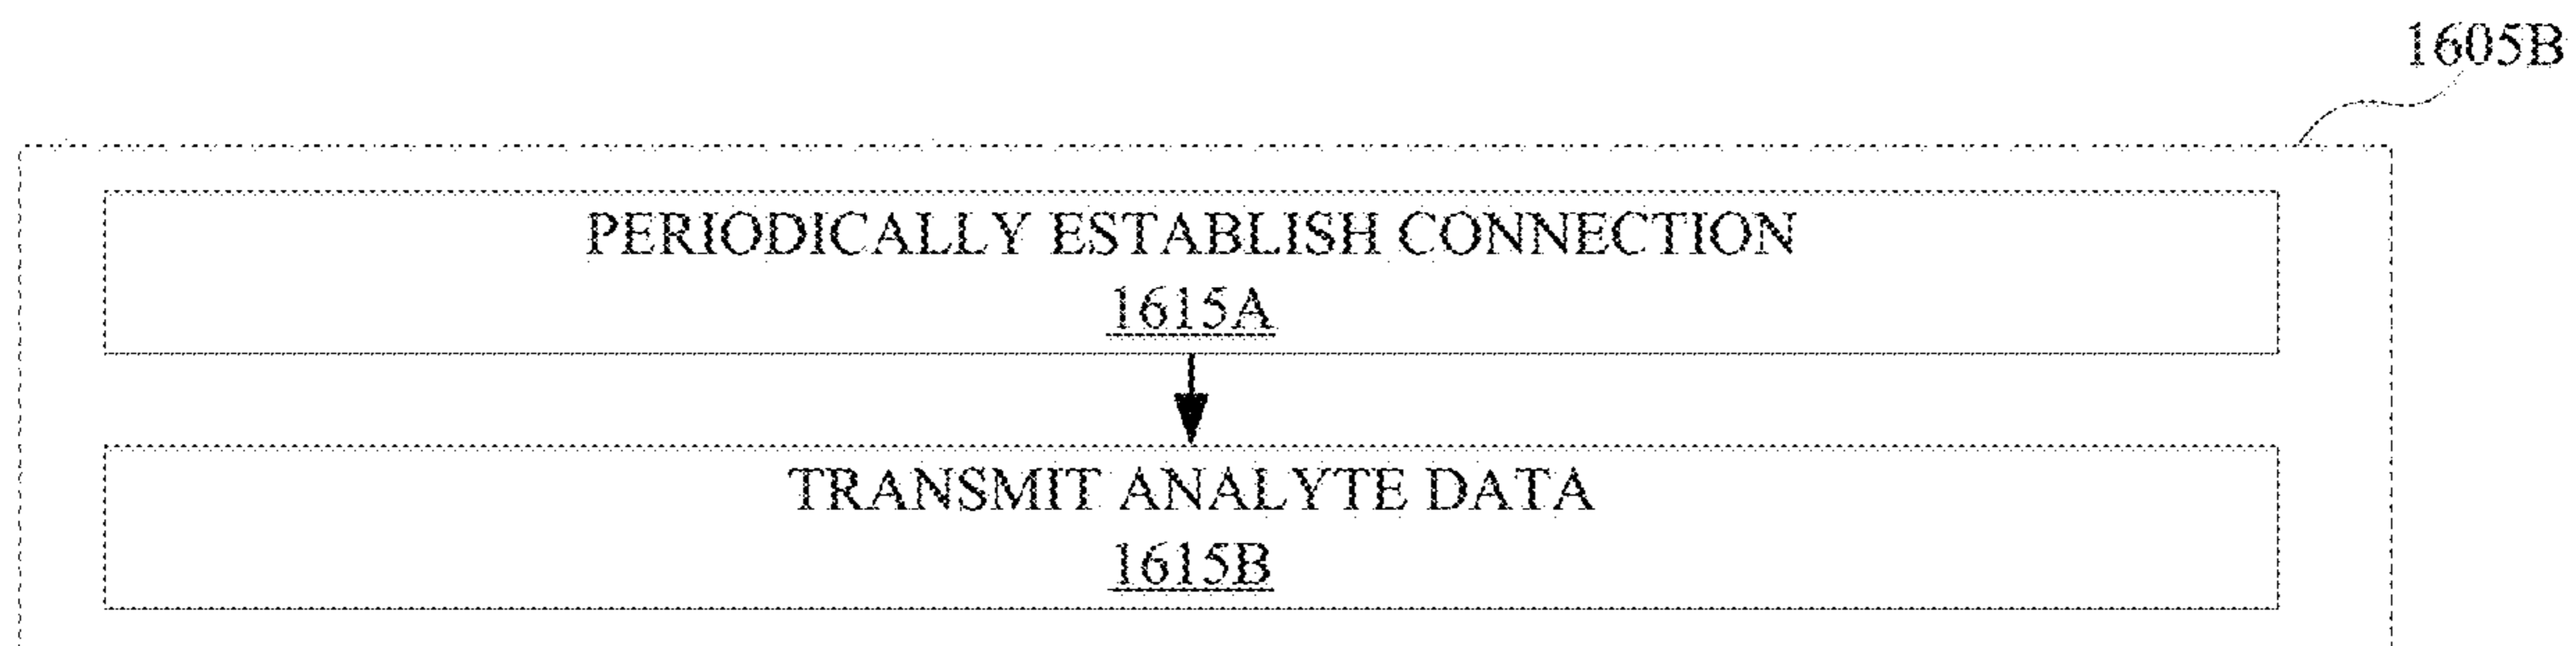 1605B
PERIODICALLY ESTABLISH CONNECTION
1615A
TRANSMIT ANALYTE DATA
1615B